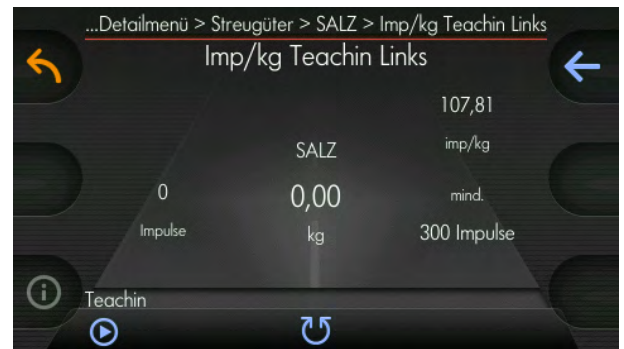 ...Detailmenü > Streugüter > SALZ > Imp/kg Teachin Links
Imp/kg Teachin Links
107,81
imp/kg
SALZ
0
Impulse
0,00
kg
mind.
300 Impulse
Teachin